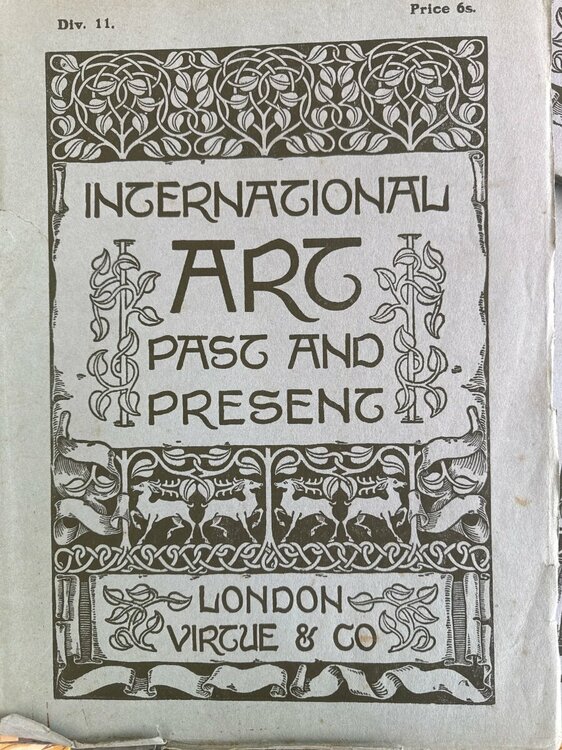 Div. 11.
Price 6s.
INTERNATIONAL
ART
PAST AND
PRESENT
LONDON
VIRTUE & CO